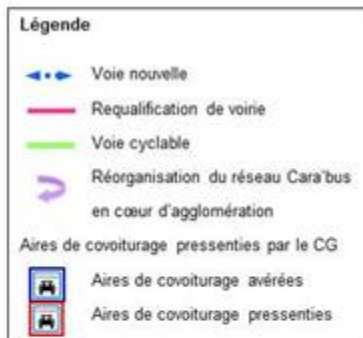 Légende
Voie nouvelle
Requalification de voirie
Voie cyclable
Réorganisation du réseau Cara'bus
en cœur d'agglomération
Aires de covoiturage pressenties par le CG
Aires de covoiturage avérées
Aires de covoiturage pressenties